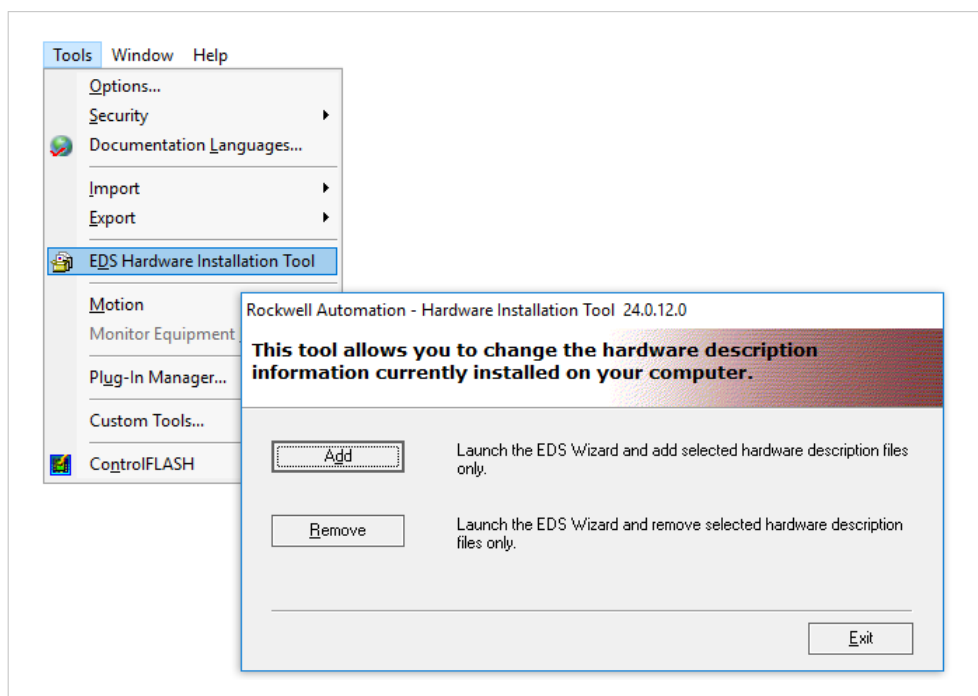 Tools Window Help
Options...
Security
Documentation Languages...
Import
Export
EDS Hardware Installation Tool
Motion
Monitor Equipment
Plug-In Manager...
Custom Tools...
ControlFLASH
Rockwell Automation - Hardware Installation Tool 24.0.12.0
This tool allows you to change the hardware description
information currently installed on your computer.
Add
Launch the EDS Wizard and add selected hardware description files
only.
Remove
Launch the EDS Wizard and remove selected hardware description
files only.
Exit